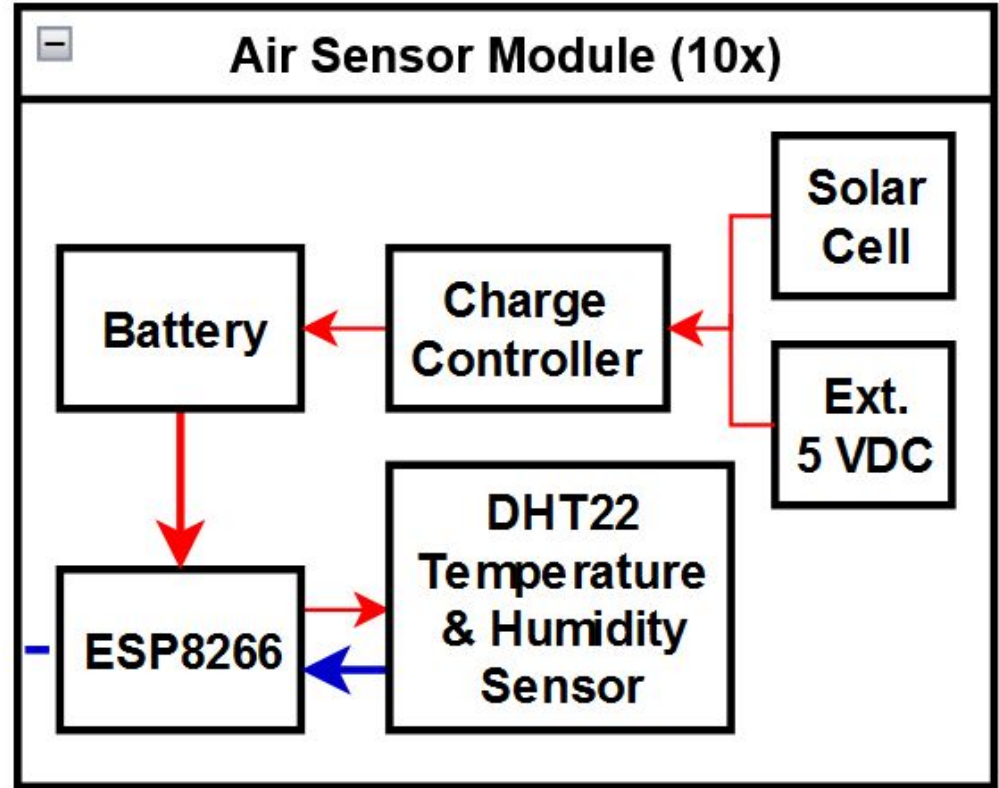 Air Sensor Module (10x)
Solar
Cell
Battery
Charge
Controller
Ext.
5 VDC
DHT22
Temperature
& Humidity
Sensor
ESP8266